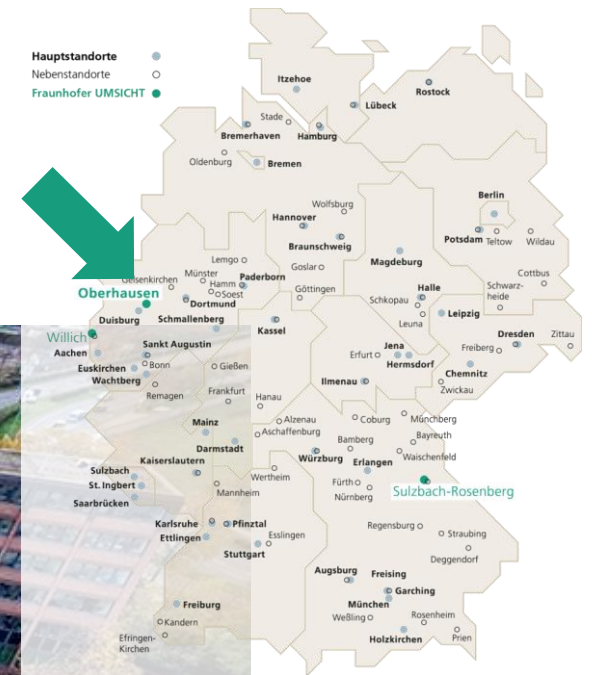 Hauptstandorte
Nebenstandorte
Fraunhofer UMSICHT
Itzehoe
Rostock
Lübeck
Stade
Bremerhaven
Hamburg
Oldenburg
Bremen
Wolfsburg
Hannover
Braunschweig
Berlin
Potsdam
Teltow
Wildau
Lemgo
Goslar
Magdeburg
Cottbus
Gelsenkirchen
Münster
Hamm
Paderborn
Soest
Göttingen
Halle
Schwarz-
heide
Oberhausen
Dortmund
Schkopau
Leipzig
Duisburg
Schmallenberg
Kassel
Leuna
Willich
Sankt Augustin
Jena
Dresden
Zittau
Aachen
Bonn
Erfurt
Hermsdorf
Freiberg
Euskirchen
Gießen
Chemnitz
Wachtberg
Ilmenau
Zwickau
Remagen
Frankfurt
Hanau
Mainz
Alzenau
Coburg
Münchberg
Aschaffenburg
Bayreuth
Darmstadt
Bamberg
Waischenfeld
Kaiserslautern
Würzburg
Erlangen
Sulzbach
Wertheim
Fürth
St. Ingbert
Mannheim
Nürnberg
Sulzbach-Rosenberg
Saarbrücken
Karlsruhe
Pfinztal
Regensburg
Straubing
Ettlingen
Esslingen
Stuttgart
Deggendorf
Augsburg
Freising
Garching
Freiburg
München
Kandern
Weßling
Rosenheim
Efringen-
Kirchen
Holzkirchen
Prien